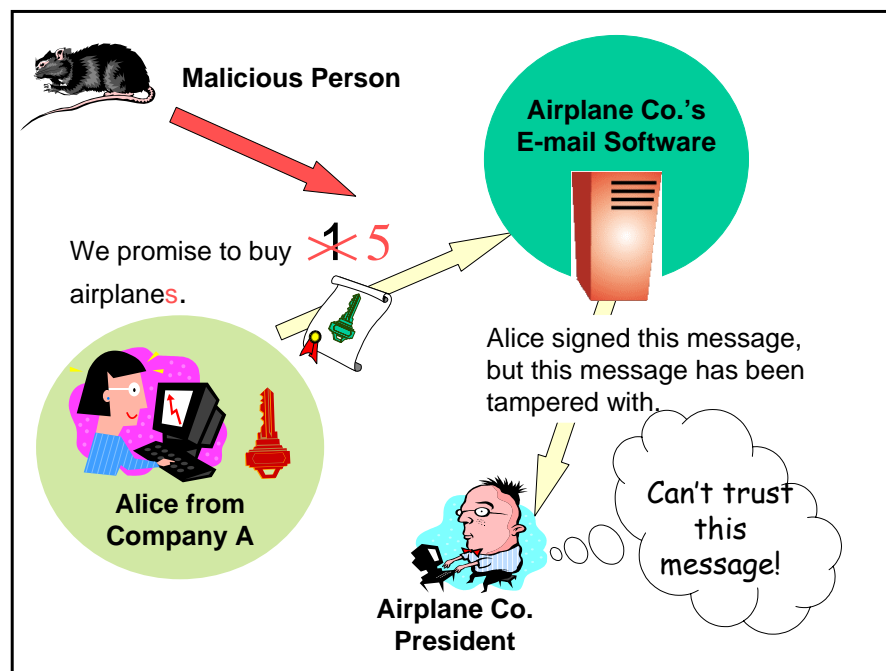 Malicious Person
Airplane Co.'s
E-mail Software
We promise to buy 1 5
airplanes.
Alice signed this message,
but this message has been
tampered with.
Alice from
Company A
Can't trust
this
message!
Airplane Co.
President